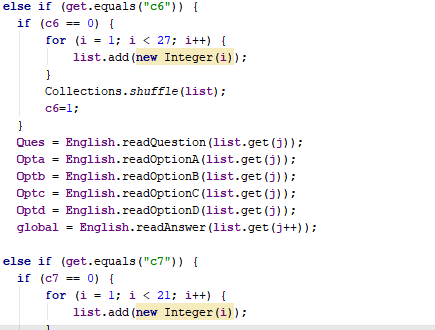 else if (get.equals("c6")) {
if (c6 == 0) {
for (i = 1; i < 27; i++) {
list.add(new Integer(i));
}
Collections.shuffle(list);
c6=1;
}
Ques = English.readQuestion(list.get(j));
Opta = English.readOptionA(list.get(j));
Optb = English.readOptionB(list.get(j));
Optc = English.readOptionC(list.get(j));
Optd = English.readOptionD(list.get(j));
global = English.readAnswer(list.get(j++));
else if (get.equals("c7")) {
if (c7 == 0) {
for (i = 1; i < 21; i++) {
list.add(new Integer(i));
}